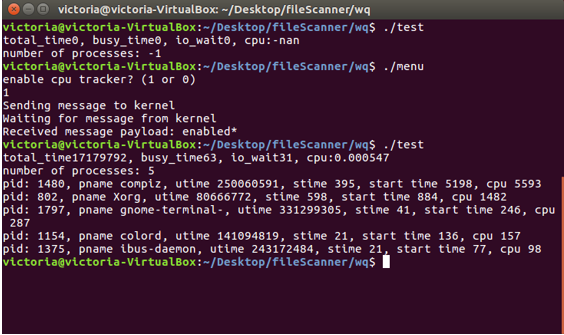 victoria@victoria-VirtualBox: ~/Desktop/fileScanner/wq
victoria@victoria-VirtualBox:~/Desktop/fileScanner/wq$ ./test
total_time0, busy_time0, io_wait0, cpu:-nan
number of processes: -1
victoria@victoria-VirtualBox:~/Desktop/fileScanner/wq$ ./menu
enable cpu tracker? (1 or 0)
1
Sending message to kernel
Waiting for message from kernel
Received message payload: enabled*
victoria@victoria-VirtualBox:~/Desktop/fileScanner/wq$ ./test
total_time17179792, busy_time63, io_wait31, cpu:0.000547
number of processes: 5
pid: 1480, pname compiz, utime 250060591, stime 395, start time 5198, cpu 5593
pid: 802, pname Xorg, utime 80666772, stime 598, start time 884, cpu 1482
pid: 1797, pname gnome-terminal-, utime 331299305, stime 41, start time 246, cpu
287
pid: 1154, pname colord, utime 141094819, stime 21, start time 136, cpu 157
pid: 1375, pname ibus-daemon, utime 243172484, stime 21, start time 77, cpu 98
victoria@victoria-VirtualBox:~/Desktop/fileScanner/wq$